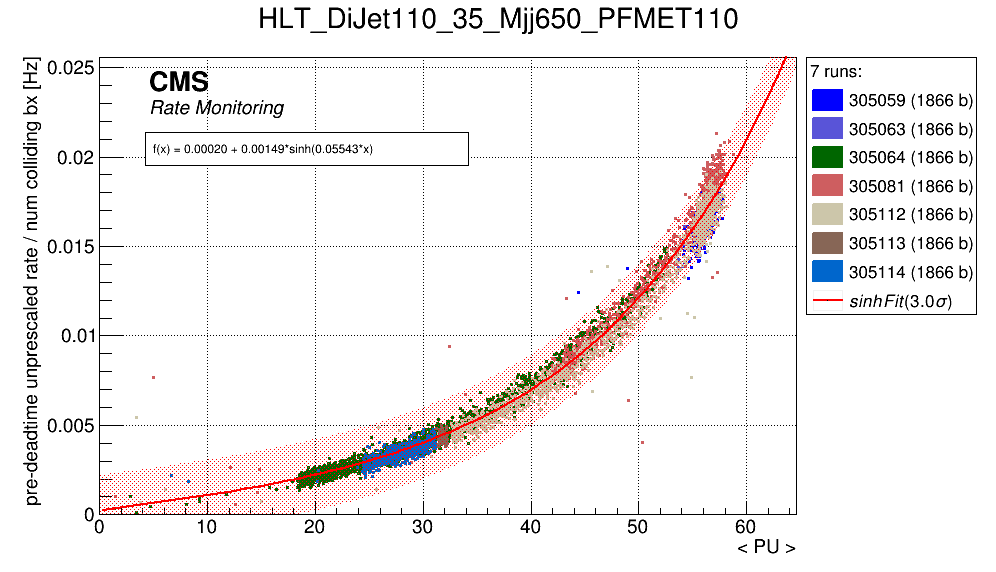 HLT_DiJet110_35_Mjj650_PFMET110
pre-deadtime unprescaled rate / num colliding bx [Hz]
0.025
0.02
0.015
0.01
0.005
0
CMS
Rate Monitoring
f(x) = 0.00020 + 0.00149*sinh(0.05543*x)
0 10 20 30 40 50 60
< PU >
7 runs:
305059 (1866 b)
305063 (1866 b)
305064 (1866 b)
305081 (1866 b)
305112 (1866 b)
305113 (1866 b)
305114 (1866 b)
sinhFit(3.0σ)